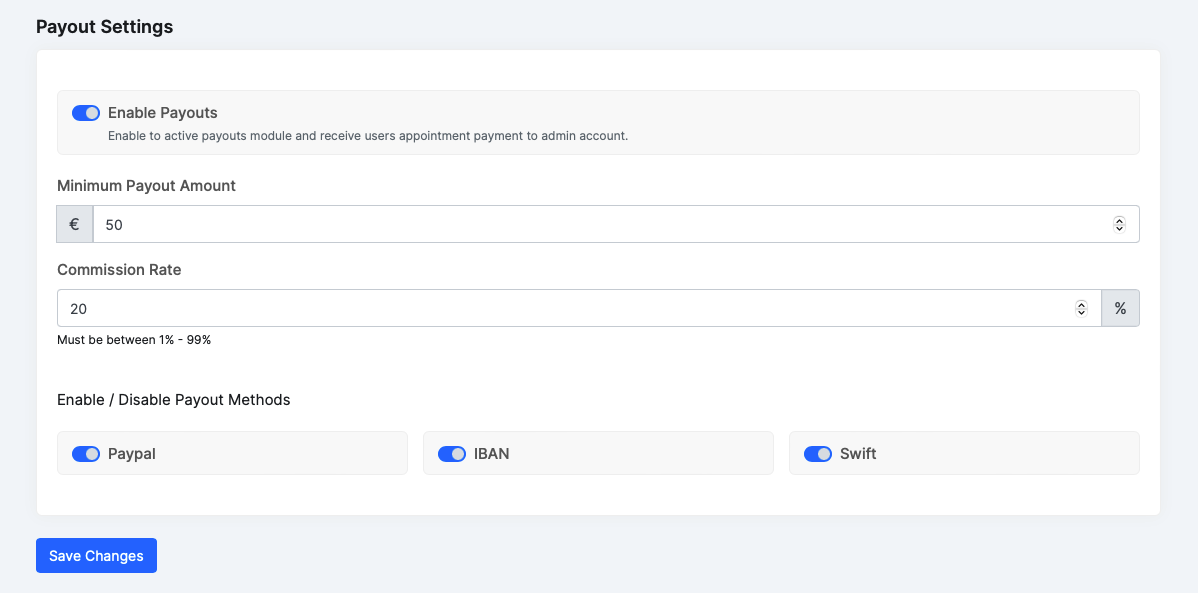 Payout Settings
Enable Payouts
Enable to active payouts module and receive users appointment payment to admin account.
Minimum Payout Amount
€ 50
Commission Rate
20 %
Must be between 1% - 99%
Enable / Disable Payout Methods
Paypal IBAN Swift
Save Changes